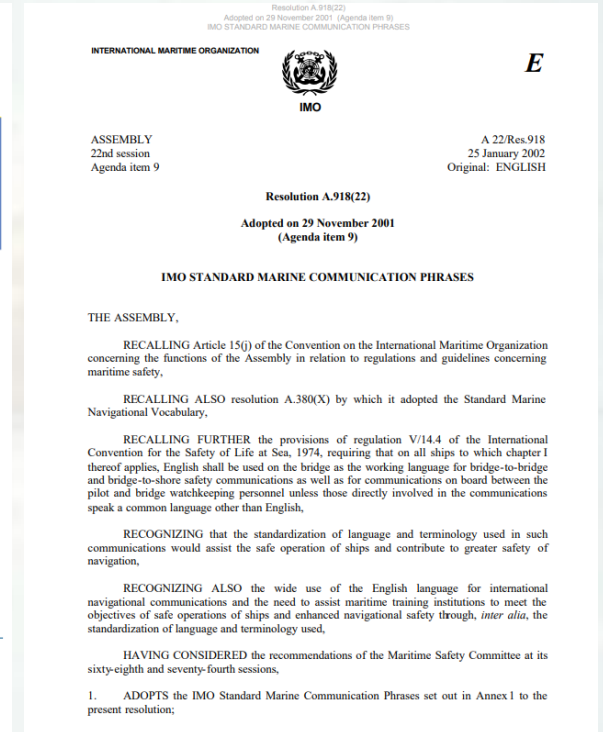 Resolution A.918(22)
Adopted on 29 November 2001 (Agenda item 9)
IMO STANDARD MARINE COMMUNICATION PHRASES
INTERNATIONAL MARITIME ORGANIZATION
E
IMO
ASSEMBLY
22nd session
Agenda item 9
A 22/Res.918
25 January 2002
Original: ENGLISH
Resolution A.918(22)
Adopted on 29 November 2001
(Agenda item 9)
IMO STANDARD MARINE COMMUNICATION PHRASES
THE ASSEMBLY,
RECALLING Article 15(j) of the Convention on the International Maritime Organization
concerning the functions of the Assembly in relation to regulations and guidelines concerning
maritime safety,
RECALLING ALSO resolution A.380(X) by which it adopted the Standard Marine
Navigational Vocabulary,
RECALLING FURTHER the provisions of regulation V/14.4 of the International
Convention for the Safety of Life at Sea, 1974, requiring that on all ships to which chapter I
thereof applies, English shall be used on the bridge as the working language for bridge-to-bridge
and bridge-to-shore safety communications as well as for communications on board between the
pilot and bridge watchkeeping personnel unless those directly involved in the communications
speak a common language other than English,
RECOGNIZING that the standardization of language and terminology used in such
communications would assist the safe operation of ships and contribute to greater safety of
navigation,
RECOGNIZING ALSO the wide use of the English language for international
navigational communications and the need to assist maritime training institutions to meet the
objectives of safe operations of ships and enhanced navigational safety through, inter alia, the
standardization of language and terminology used,
HAVING CONSIDERED the recommendations of the Maritime Safety Committee at its
sixty-eighth and seventy-fourth sessions,
1. ADOPTS the IMO Standard Marine Communication Phrases set out in Annex 1 to the
present resolution;